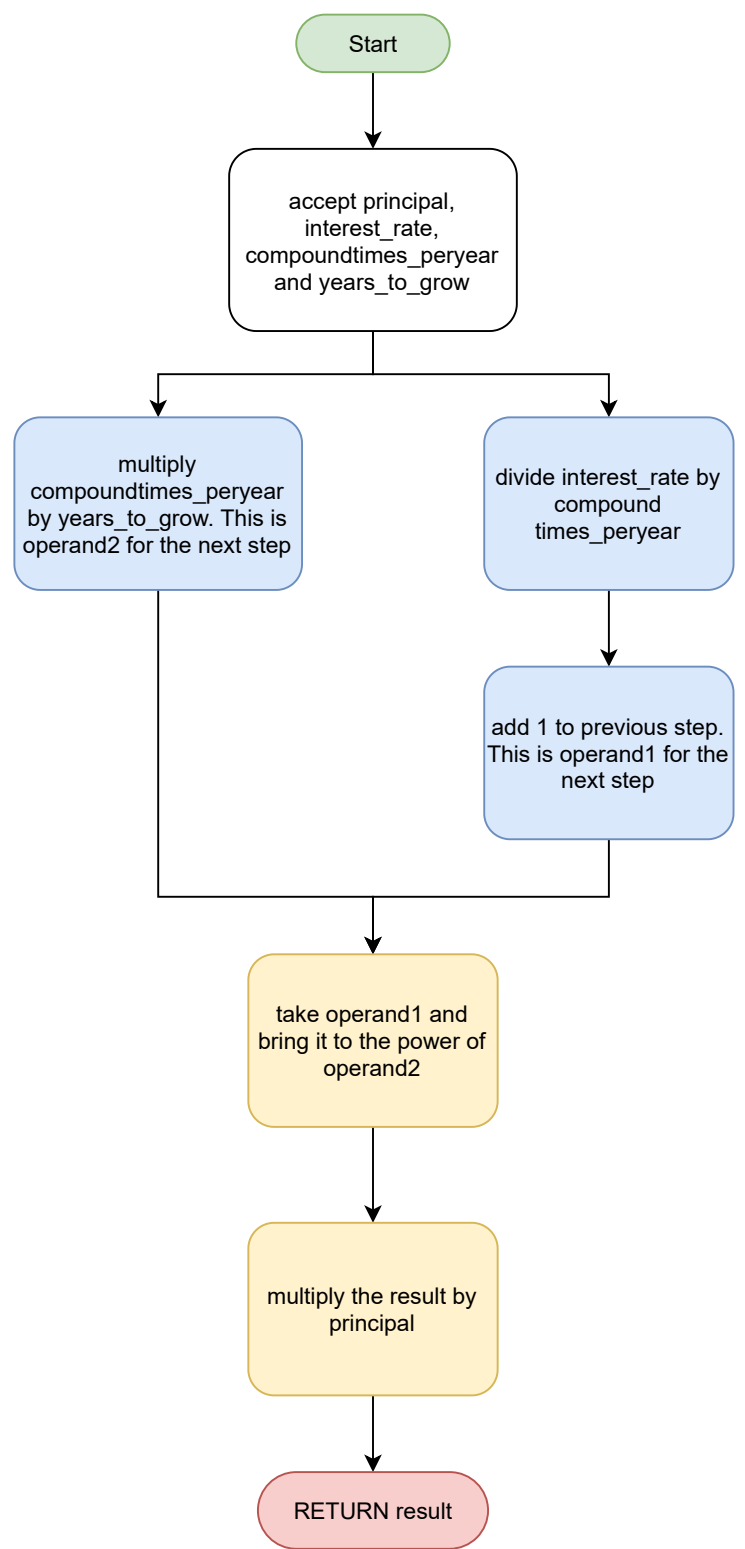 Start
accept principal,
interest_rate,
compoundtimes_peryear
and years_to_grow
multiply
compoundtimes_peryear
by years_to_grow. This is
operand2 for the next step
divide interest_rate by
compound
times_peryear
add 1 to previous step.
This is operand1 for the
next step
take operand1 and
bring it to the power of
operand2
multiply the result by
principal
RETURN result